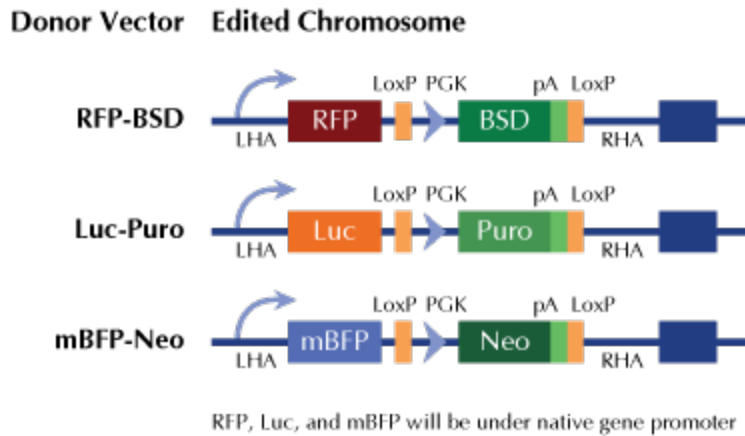 Donor Vector Edited Chromosome
LoxP PGK pA LoxP
RFP-BSD RFP BSD
LHA RHA
LoxP PGK pA LoxP
Luc-Puro Luc Puro
LHA RHA
LoxP PGK pA LoxP
mBFP-Neo mBFP Neo
LHA RHA
RFP, Luc, and mBFP will be under native gene promoter